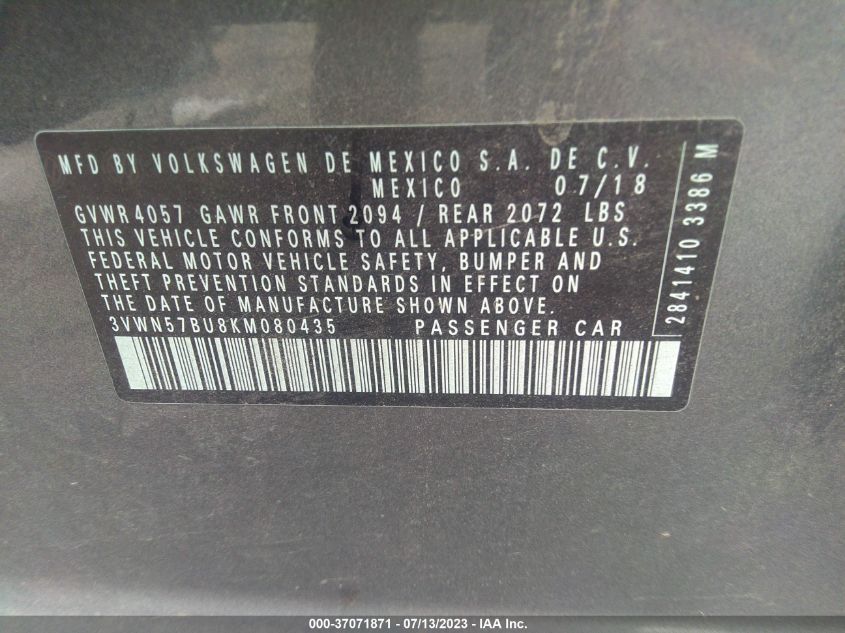 MFD BY VOLKSWAGEN DE MEXICO S.A. DE C.V.
MEXICO 07/18
GVWR 4057 GAWR FRONT 2094 / REAR 2072 LBS
THIS VEHICLE CONFORMS TO ALL APPLICABLE U.S.
FEDERAL MOTOR VEHICLE SAFETY, BUMPER AND
THEFT PREVENTION STANDARDS IN EFFECT ON
THE DATE OF MANUFACTURE SHOWN ABOVE.
3VWN57BU8KM080435 PASSENGER CAR
2841410 3386 M
000-37071871 - 07/13/2023 - IAA Inc.